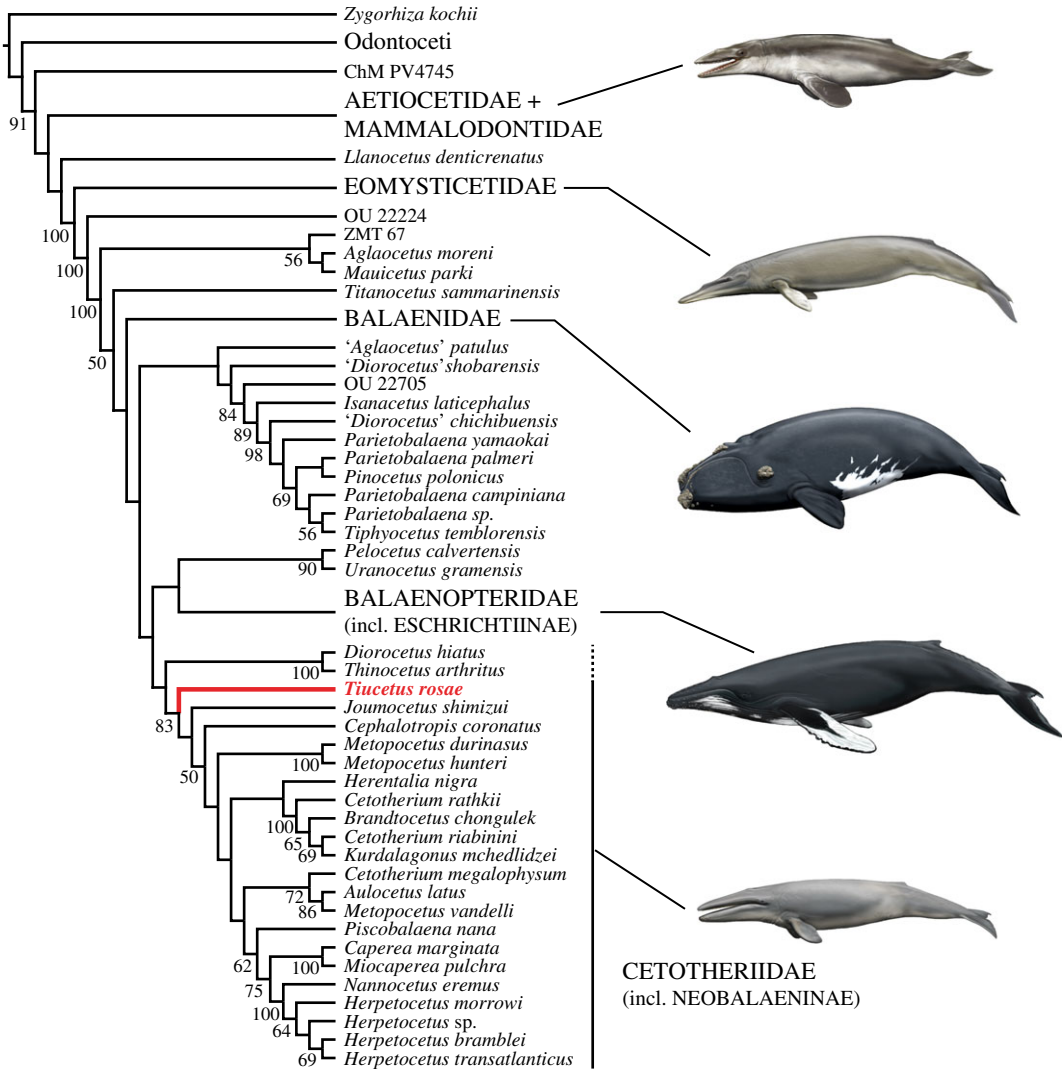 Zygorhiza kochii
Odontoceti
ChM PV4745
91
AETIOCETIDAE +
MAMMALODONTIDAE
Llanocetus denticrenatus
EOMYSTICETIDAE
OU 22224
100
ZMT 67
Aglaocetus moreni
56
100
Mauicetus parki
Titanocetus sammarinensis
100
BALAENIDAE
‘Aglaocetus’ patulus
50
‘Diorocetus’ shobarensis
OU 22705
Isanacetus laticephalus
84
‘Diorocetus’ chichibuensis
89
Parietobalaena yamaokai
98
Parietobalaena palmeri
Pinocetus polonicus
Parietobalaena campiniana
69
Parietobalaena sp.
Tiphyocetus temblorensis
56
Pelocetus calvertensis
Uranocetus gramensis
90
BALAENOPTERIDAE
(incl. ESCHRICHTIINAE)
Diorocetus hiatus
Thinocetus arthritus
100
Tiucetus rosae
Joumocetus shimizui
83
Cephalotropis coronatus
Metopocetus durinasus
Metopocetus hunteri
100
50
Herentalia nigra
Cetotherium rathkii
Brandtocetus chongulek
100
Cetotherium riabinini
65
Kurdalagonus mchedlidzei
69
Cetotherium megalophysum
Aulocetus latus
72
Metopocetus vandelli
86
Piscobalaena nana
Caperea marginata
Miocaperea pulchra
62
100
CETOTHERIIDAE
(incl. NEOBALAENINAE)
Nannocetus eremus
75
Herpetocetus morrowi
100
Herpetocetus sp.
64
Herpetocetus bramblei
Herpetocetus transatlanticus
69